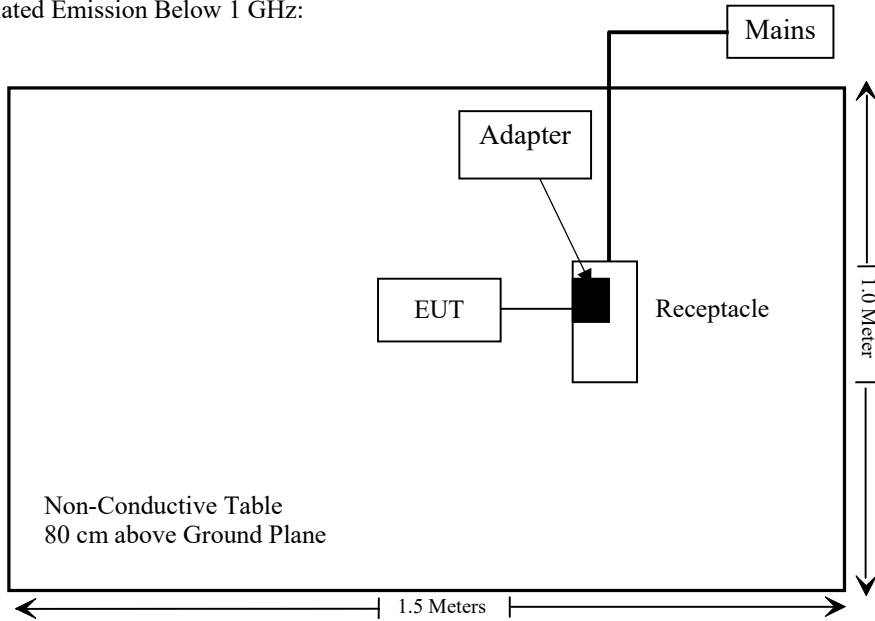 Emission Below 1 GHz:
Mains
Adapter
EUT
Receptacle
1.0 Meter
Non-Conductive Table
80 cm above Ground Plane
1.5 Meters